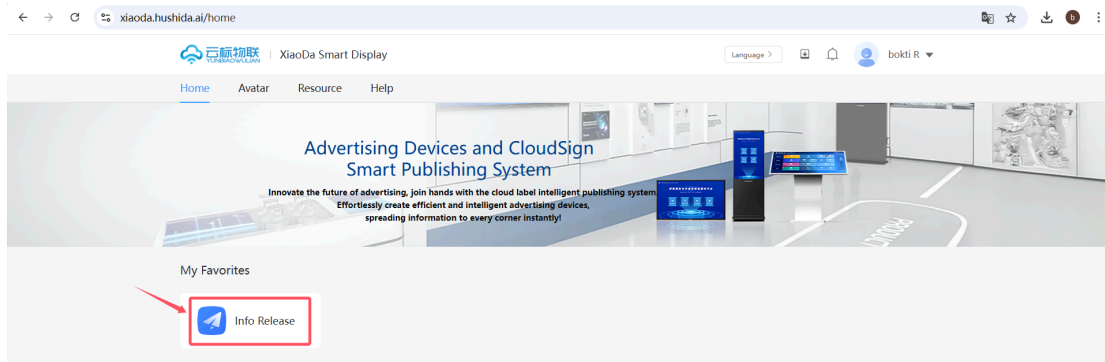 xiaoda.hushida.ai/home
b
云标物联
YUNBIAOWULIAN
XiaoDa Smart Display
Language >
bokti R
Home Avatar Resource Help
Advertising Devices and CloudSign
Smart Publishing System
Innovate the future of advertising, join hands with the cloud label intelligent publishing system
Effortlessly create efficient and intelligent advertising devices,
spreading information to every corner instantly!
PRODUCT
My Favorites
Info Release